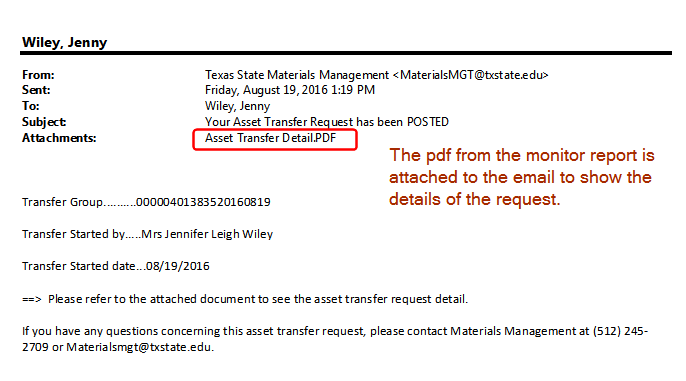 Wiley, Jenny
From: Texas State Materials Management <MaterialsMGT@txstate.edu>
Sent: Friday, August 19, 2016 1:19 PM
To: Wiley, Jenny
Subject: Your Asset Transfer Request has been POSTED
Attachments: Asset Transfer Detail.PDF
The pdf from the monitor report is
attached to the email to show the
details of the request.
Transfer Group..........00000401383520160819
Transfer Started by.....Mrs Jennifer Leigh Wiley
Transfer Started date...08/19/2016
==> Please refer to the attached document to see the asset transfer request detail.
If you have any questions concerning this asset transfer request, please contact Materials Management at (512) 245-
2709 or Materialsmgt@txstate.edu.